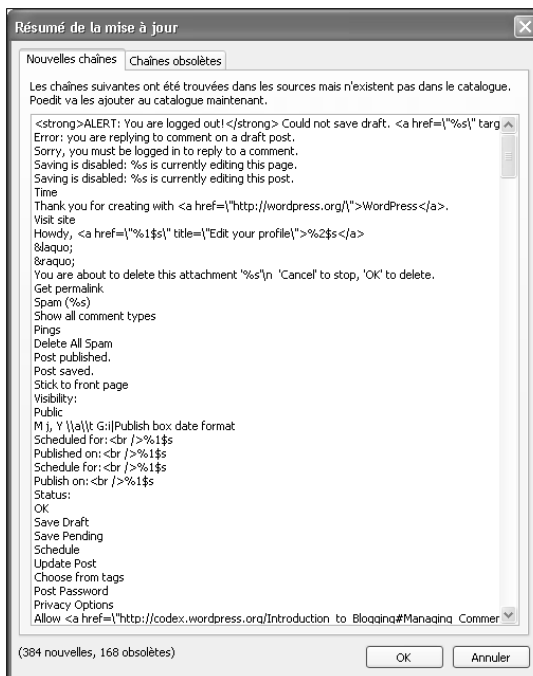 Résumé de la mise à jour
Nouvelles chaînes
Chaînes obsolètes
Les chaînes suivantes ont été trouvées dans les sources mais n'existent pas dans le catalogue.
Poedit va les ajouter au catalogue maintenant.
<strong>ALERT: You are logged out!</strong> Could not save draft. <a href=\"%s\" targ
Error: you are replying to comment on a draft post.
Sorry, you must be logged in to reply to a comment.
Saving is disabled: %s is currently editing this page.
Saving is disabled: %s is currently editing this post.
Time
Thank you for creating with <a href=\"http://wordpress.org/\">WordPress</a>.
Visit site
Howdy, <a href=\"%1$s\" title=\"Edit your profile\">%2$s</a>
&laquo;
&raquo;
You are about to delete this attachment '%s'\n  'Cancel' to stop, 'OK' to delete.
Get permalink
Spam (%s)
Show all comment types
Pings
Delete All Spam
Post published.
Post saved.
Stick to front page
Visibility:
Public
M j, Y \\a\\t G:i|Publish box date format
Scheduled for:<br />%1$s
Published on:<br />%1$s
Schedule for:<br />%1$s
Publish on:<br />%1$s
Status:
OK
Save Draft
Save Pending
Schedule
Update Post
Choose from tags
Post Password
Privacy Options
Allow <a href=\"http://codex.wordpress.org/Introduction_to_Blogging#Managing_Commer
(384 nouvelles, 168 obsolètes)
OK
Annuler